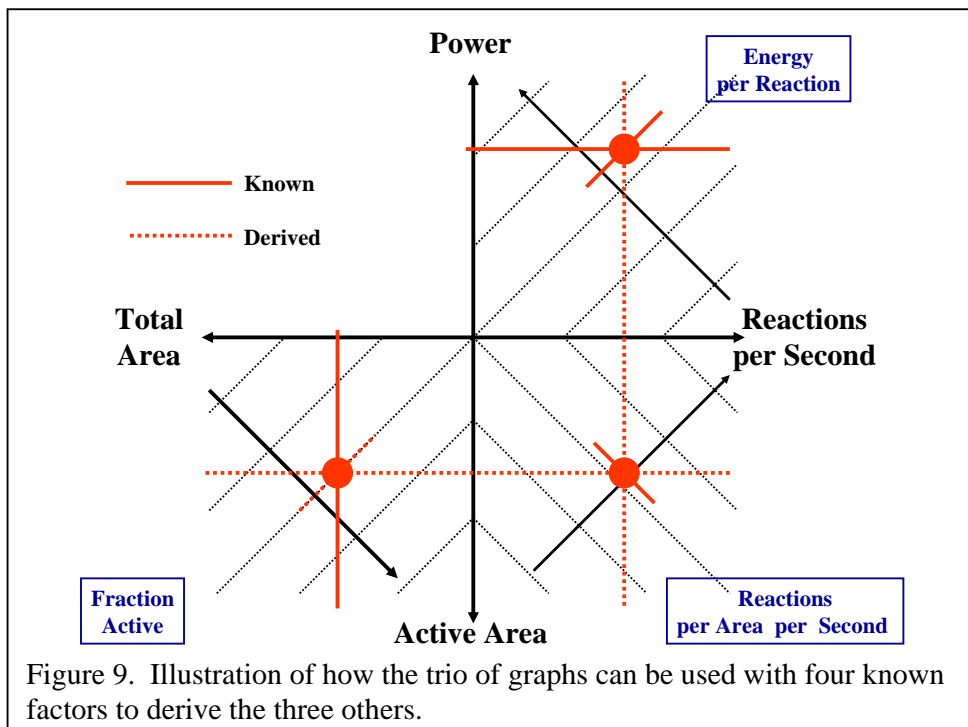 Power
Energy
per Reaction
Known
Derived
Total
Area
Reactions
per Second
Fraction
Active
Active Area
Reactions
per Area per Second
Figure 9. Illustration of how the trio of graphs can be used with four known
factors to derive the three others.